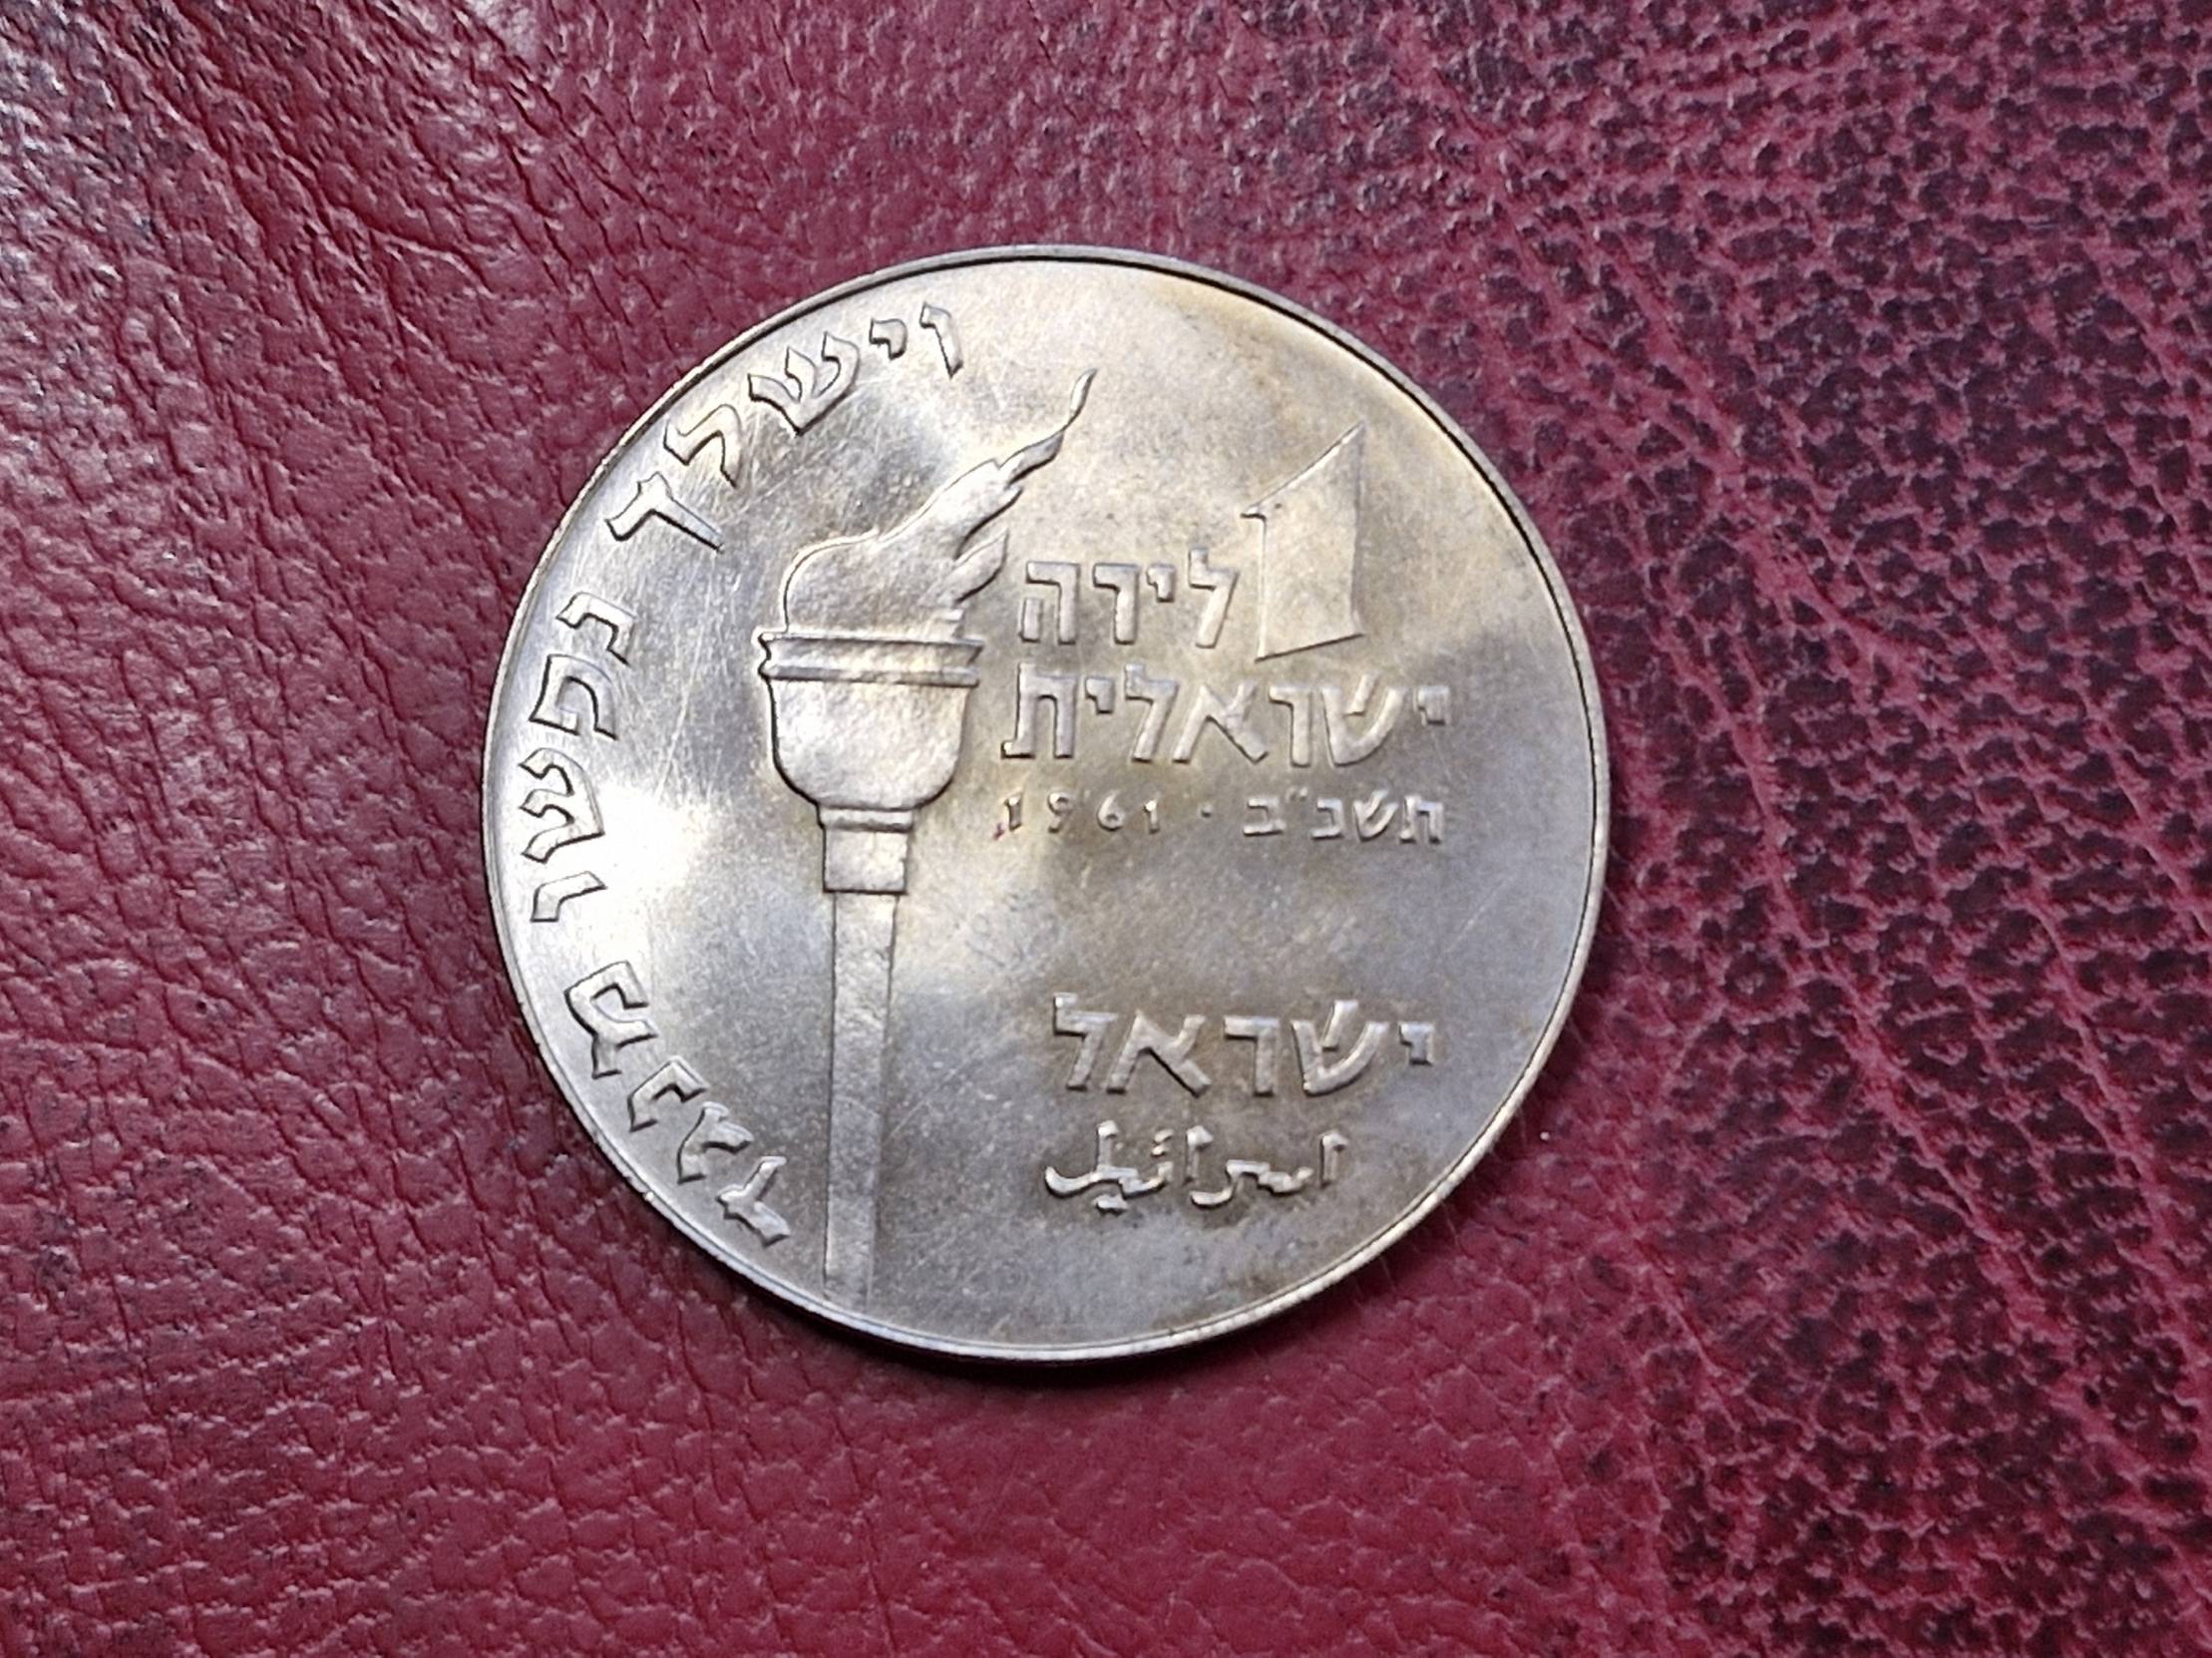 וישלך נפשו מנגד
1 לירה
ישראלית
תשכ"ב · 1961
ישראל
اسرائيل